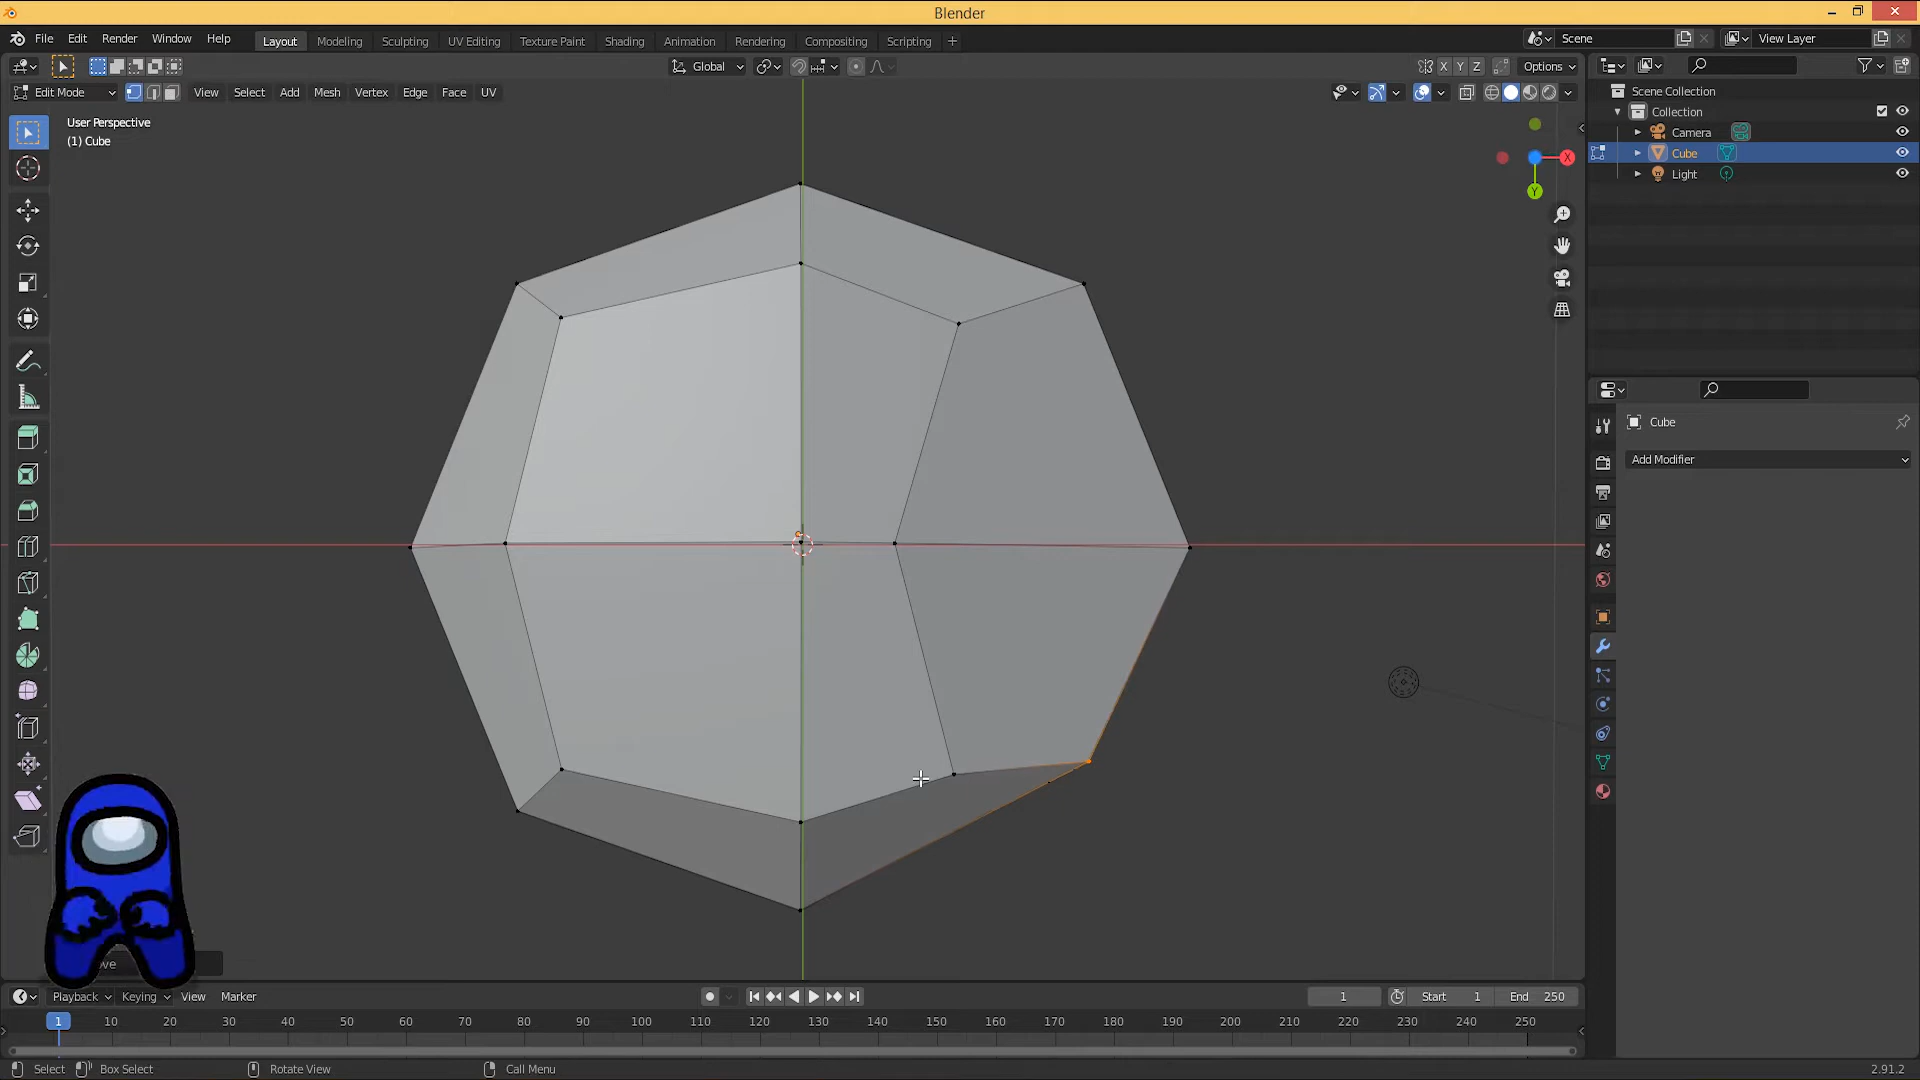 Blender
File Edit Render Window Help
Layout Modeling Sculpting UV Editing Texture Paint Shading Animation Rendering Compositing Scripting +
Scene
View Layer
Global
X Y Z
Options
Edit Mode
View Select Add Mesh Vertex Edge Face UV
User Perspective
(1) Cube
X
Y
Scene Collection
Collection
Camera
Cube
Light
Cube
Add Modifier
ve
Playback Keying View Marker
1
Start 1
End 250
1 10 20 30 40 50 60 70 80 90 100 110 120 130 140 150 160 170 180 190 200 210 220 230 240 250
Select
Box Select
Rotate View
Call Menu
2.91.2